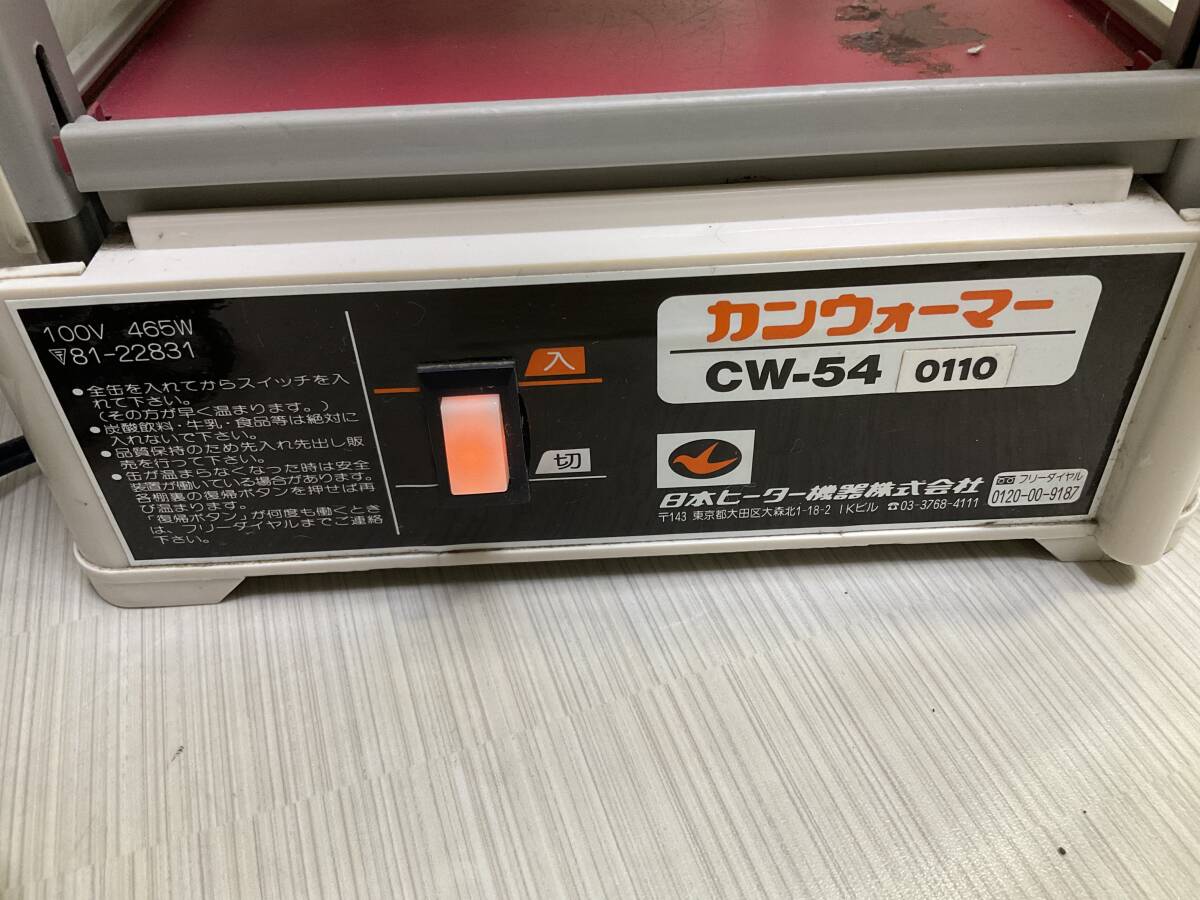 100V 465W
▽81-22831
●全缶を入れてからスイッチを入
れて下さい。
(その方が早く温まります。)
●炭酸飲料・牛乳・食品等は絶対に
入れないで下さい。
●品質保持のため先入れ先出し販
売を行って下さい。
●缶が温まらなくなった時は安全
装置が働いている場合があります。
各棚裏の復帰ボタンを押せば再
び温まります。
「復帰ボタン」が何度も働くとき
は、フリーダイヤルまでご連絡
下さい。
入
切
カンウォーマー
CW-54 0110
日本ヒーター機器株式会社
〒143 東京都大田区大森北1-18-2 IKビル ☎03-3768-4111
フリーダイヤル
0120-00-9187